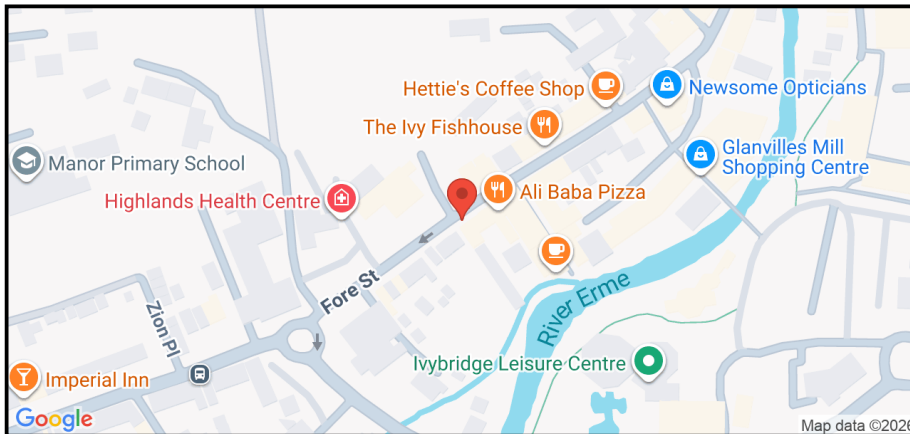 Hettie's Coffee Shop
Newsome Opticians
The Ivy Fishhouse
Glanvilles Mill
Shopping Centre
Manor Primary School
Highlands Health Centre
Ali Baba Pizza
Fore St
River Erme
Zion Pl
Ivybridge Leisure Centre
Imperial Inn
Google
Map data ©2026